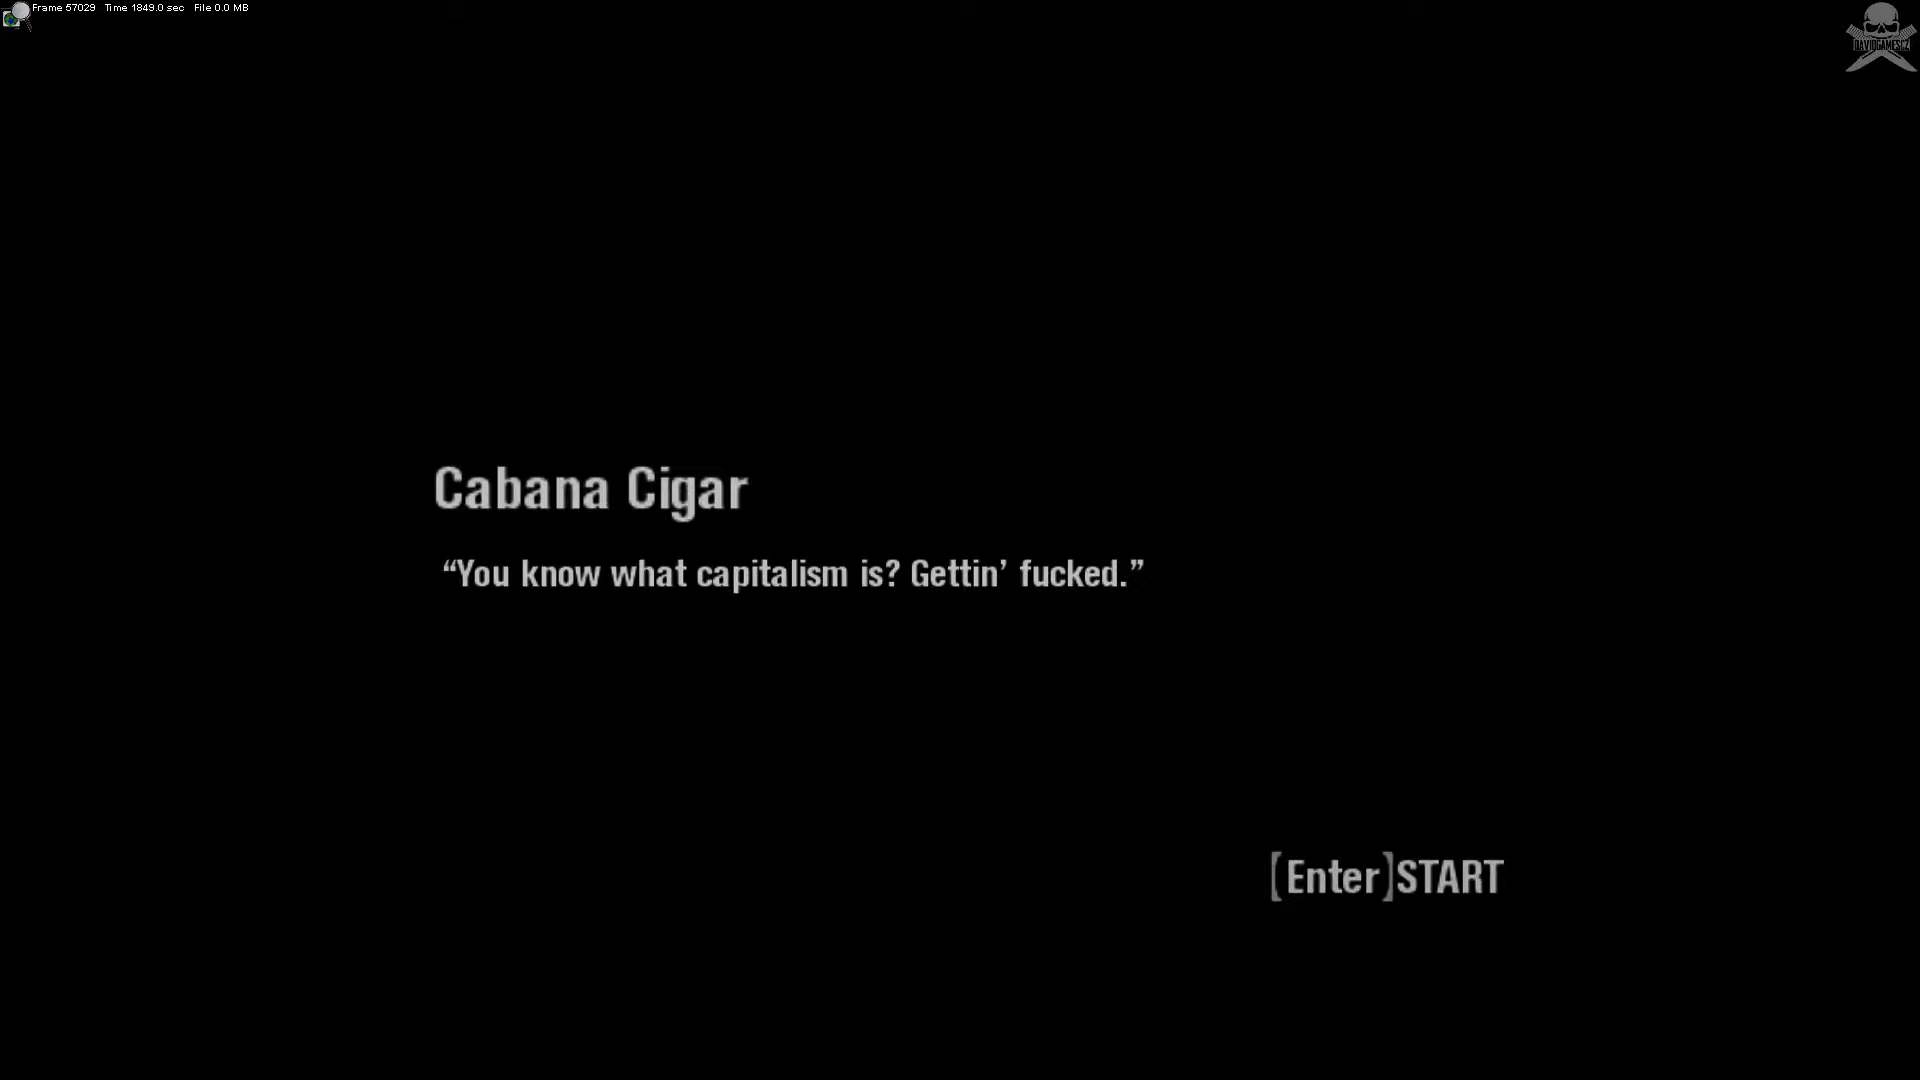 Frame 57029 Time 1849.0 sec File 0.0 MB
DAVIDGAMESCZ
Cabana Cigar
“You know what capitalism is? Gettin’ fucked.”
[Enter]START